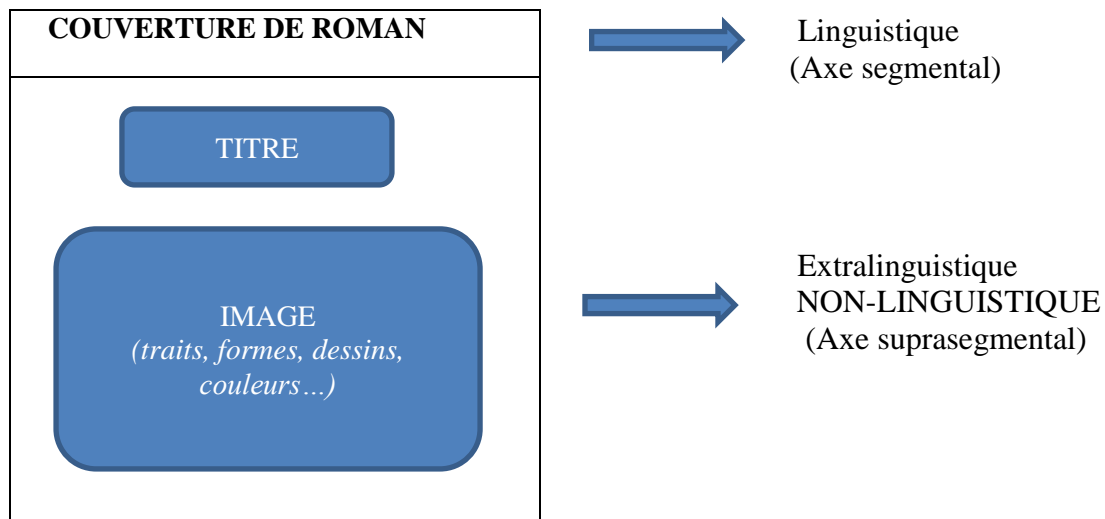 COUVERTURE DE ROMAN
Linguistique
(Axe segmental)
TITRE
IMAGE
(traits, formes, dessins,
couleurs…)
Extralinguistique
NON-LINGUISTIQUE
(Axe suprasegmental)